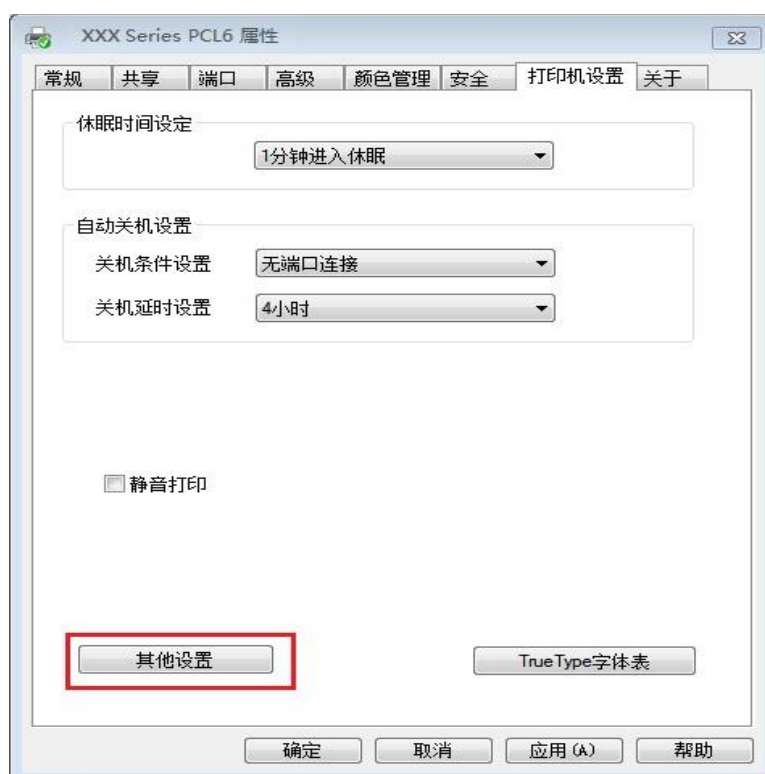 XXX Series PCL6 属性
常规 共享 端口 高级 颜色管理 安全 打印机设置 关于
休眠时间设定
1分钟进入休眠
自动关机设置
关机条件设置 无端口连接
关机延时设置 4小时
静音打印
其他设置 TrueType字体表
确定 取消 应用(A) 帮助